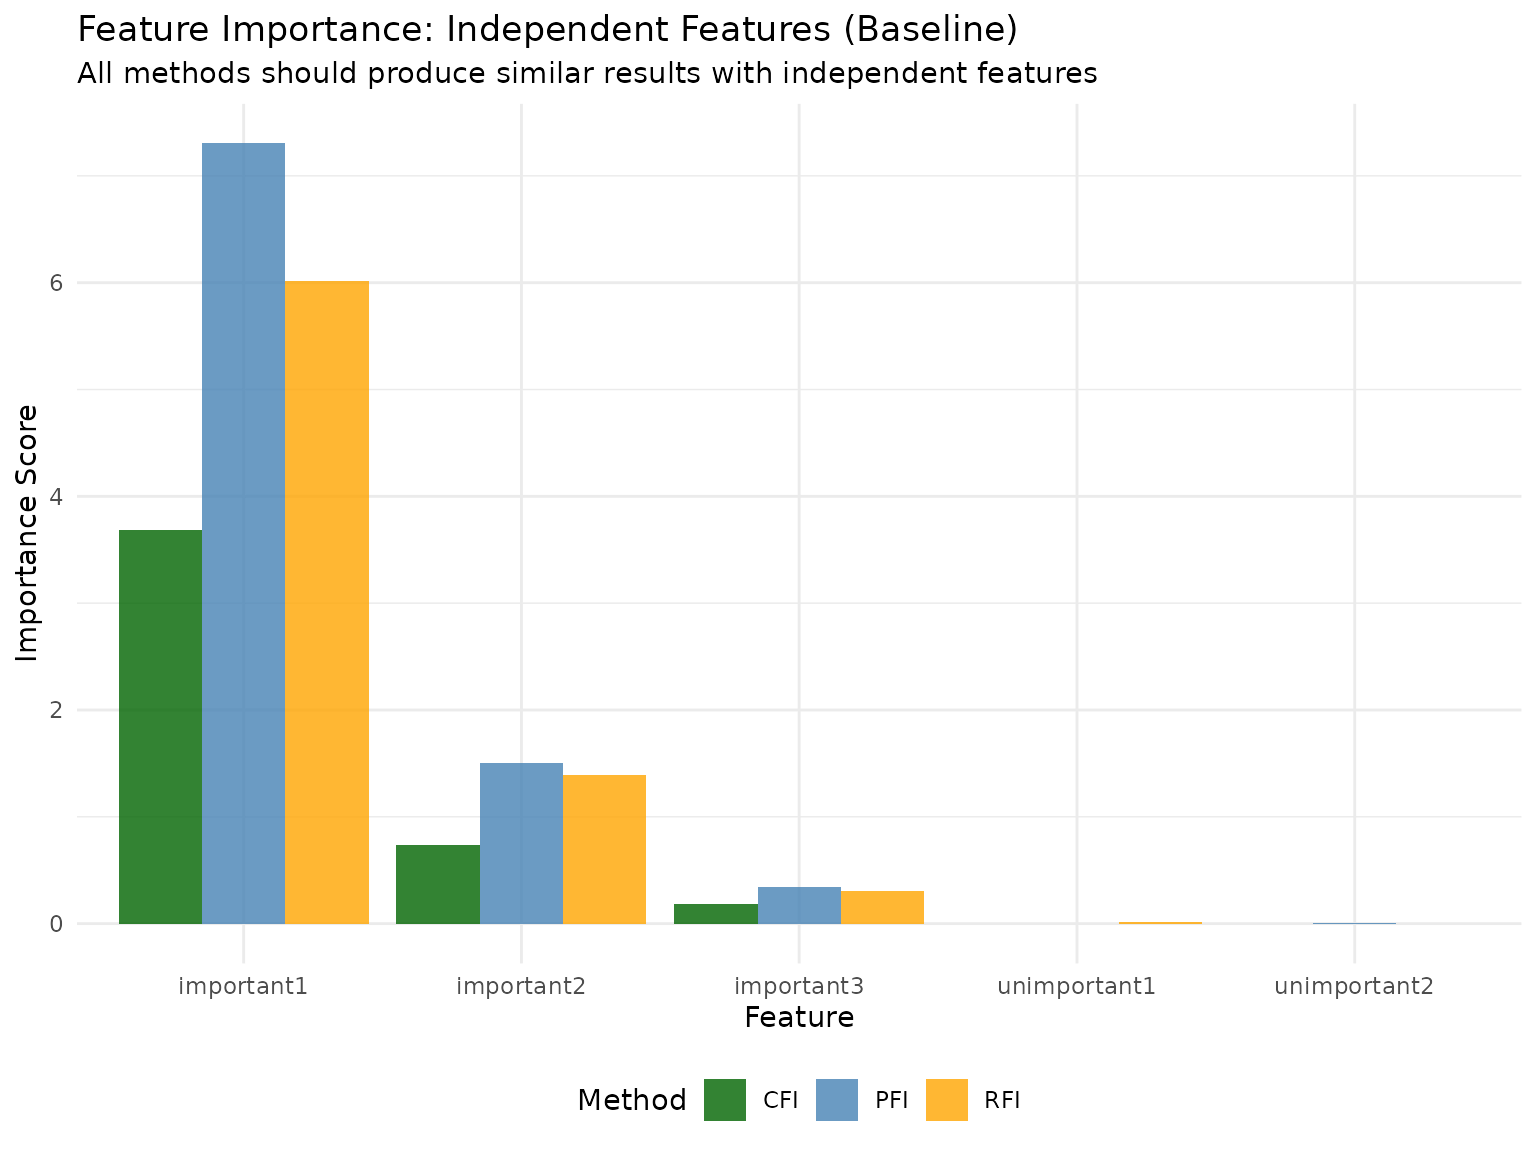 Feature Importance: Independent Features (Baseline)
All methods should produce similar results with independent features
Importance Score
6
4
2
0
important1 important2 important3 unimportant1 unimportant2
Feature
Method CFI PFI RFI